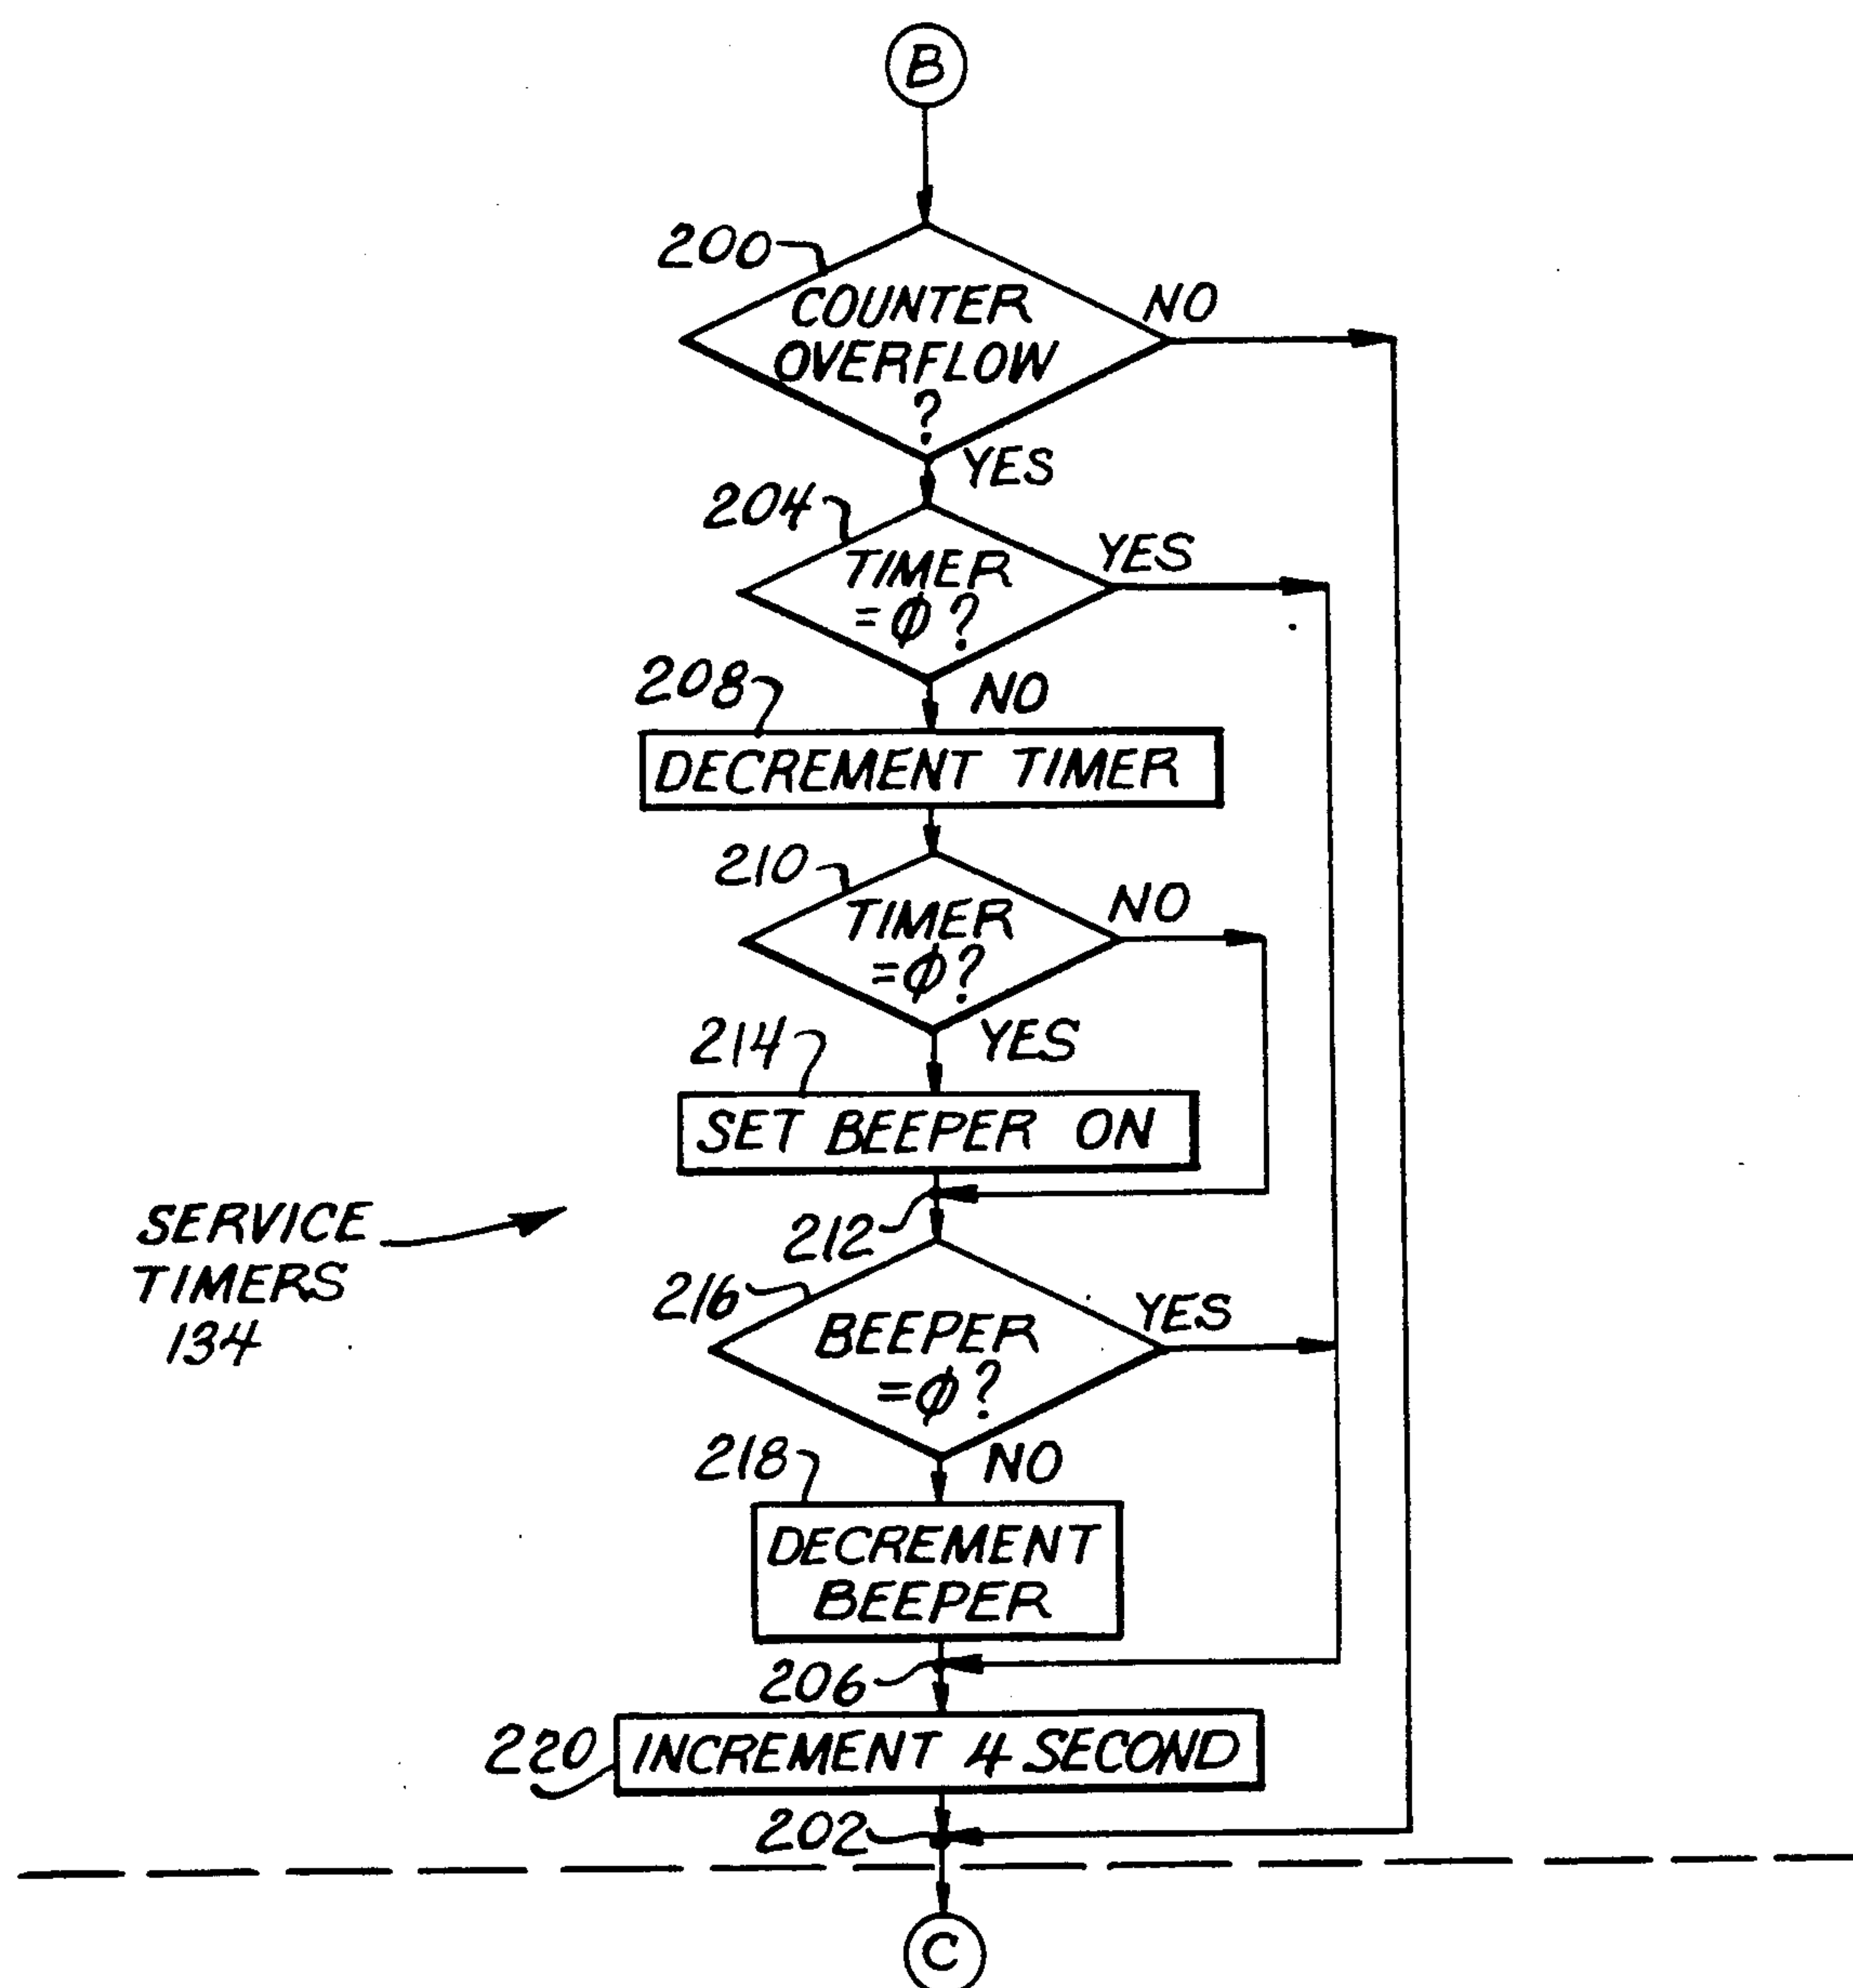 B
200
COUNTER
OVERFLOW
?
NO
YES
204
TIMER
=φ?
YES
NO
208
DECREMENT TIMER
210
TIMER
=φ?
NO
YES
214
SET BEEPER ON
212
SERVICE
TIMERS
134
216
BEEPER
=φ?
YES
NO
218
DECREMENT
BEEPER
206
220
INCREMENT 4 SECOND
202
C